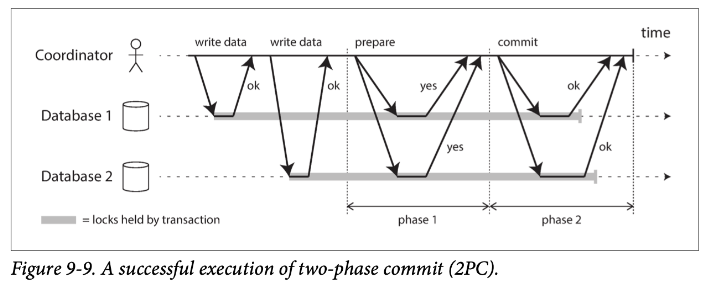 time
write data write data prepare commit
Coordinator
ok ok yes ok
Database 1
yes ok
Database 2
= locks held by transaction phase 1 phase 2
Figure 9-9. A successful execution of two-phase commit (2PC).